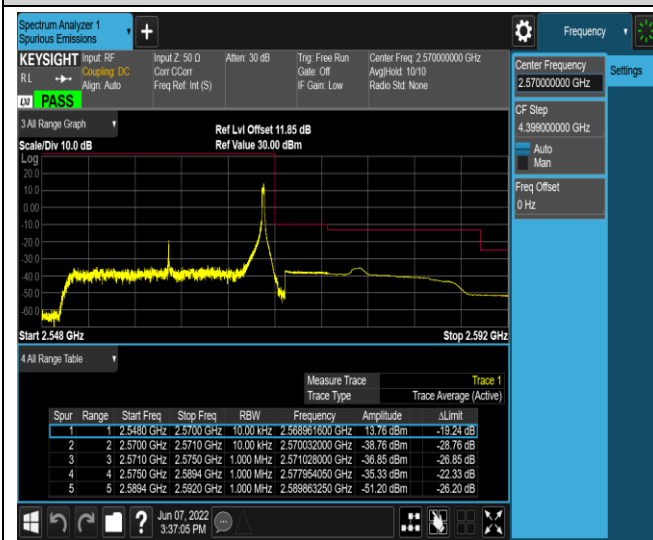 Spectrum Analyzer 1
Spurious Emissions
Frequency
KEYSIGHT
RL
Input: RF
Coupling: DC
Align: Auto
Input Z: 50 Ω
Corr CCorr
Freq Ref: Int (S)
Atten: 30 dB
Trig: Free Run
Gate: Off
IF Gain: Low
Center Freq: 2.570000000 GHz
Avg|Hold: 10/10
Radio Std: None
LXI PASS
3 All Range Graph
Scale/Div 10.0 dB
Ref Lvl Offset 11.85 dB
Ref Value 30.00 dBm
Log
20.0
10.0
0.00
-10.0
-20.0
-30.0
-40.0
-50.0
-60.0
Start 2.548 GHz
Stop 2.592 GHz
4 All Range Table
Measure Trace Trace 1
Trace Type Trace Average (Active)
Spur Range Start Freq Stop Freq RBW Frequency Amplitude ΔLimit
1 1 2.5480 GHz 2.5700 GHz 10.00 kHz 2.568961600 GHz 13.76 dBm -19.24 dB
2 2 2.5700 GHz 2.5710 GHz 10.00 kHz 2.570032000 GHz -38.76 dBm -28.76 dB
3 3 2.5710 GHz 2.5750 GHz 1.000 MHz 2.571028000 GHz -36.85 dBm -26.85 dB
4 4 2.5750 GHz 2.5894 GHz 1.000 MHz 2.577954050 GHz -35.33 dBm -22.33 dB
5 5 2.5894 GHz 2.5920 GHz 1.000 MHz 2.589863250 GHz -51.20 dBm -26.20 dB
Center Frequency
2.570000000 GHz
Settings
CF Step
4.399000000 GHz
Auto
Man
Freq Offset
0 Hz
?
Jun 07, 2022
3:37:05 PM